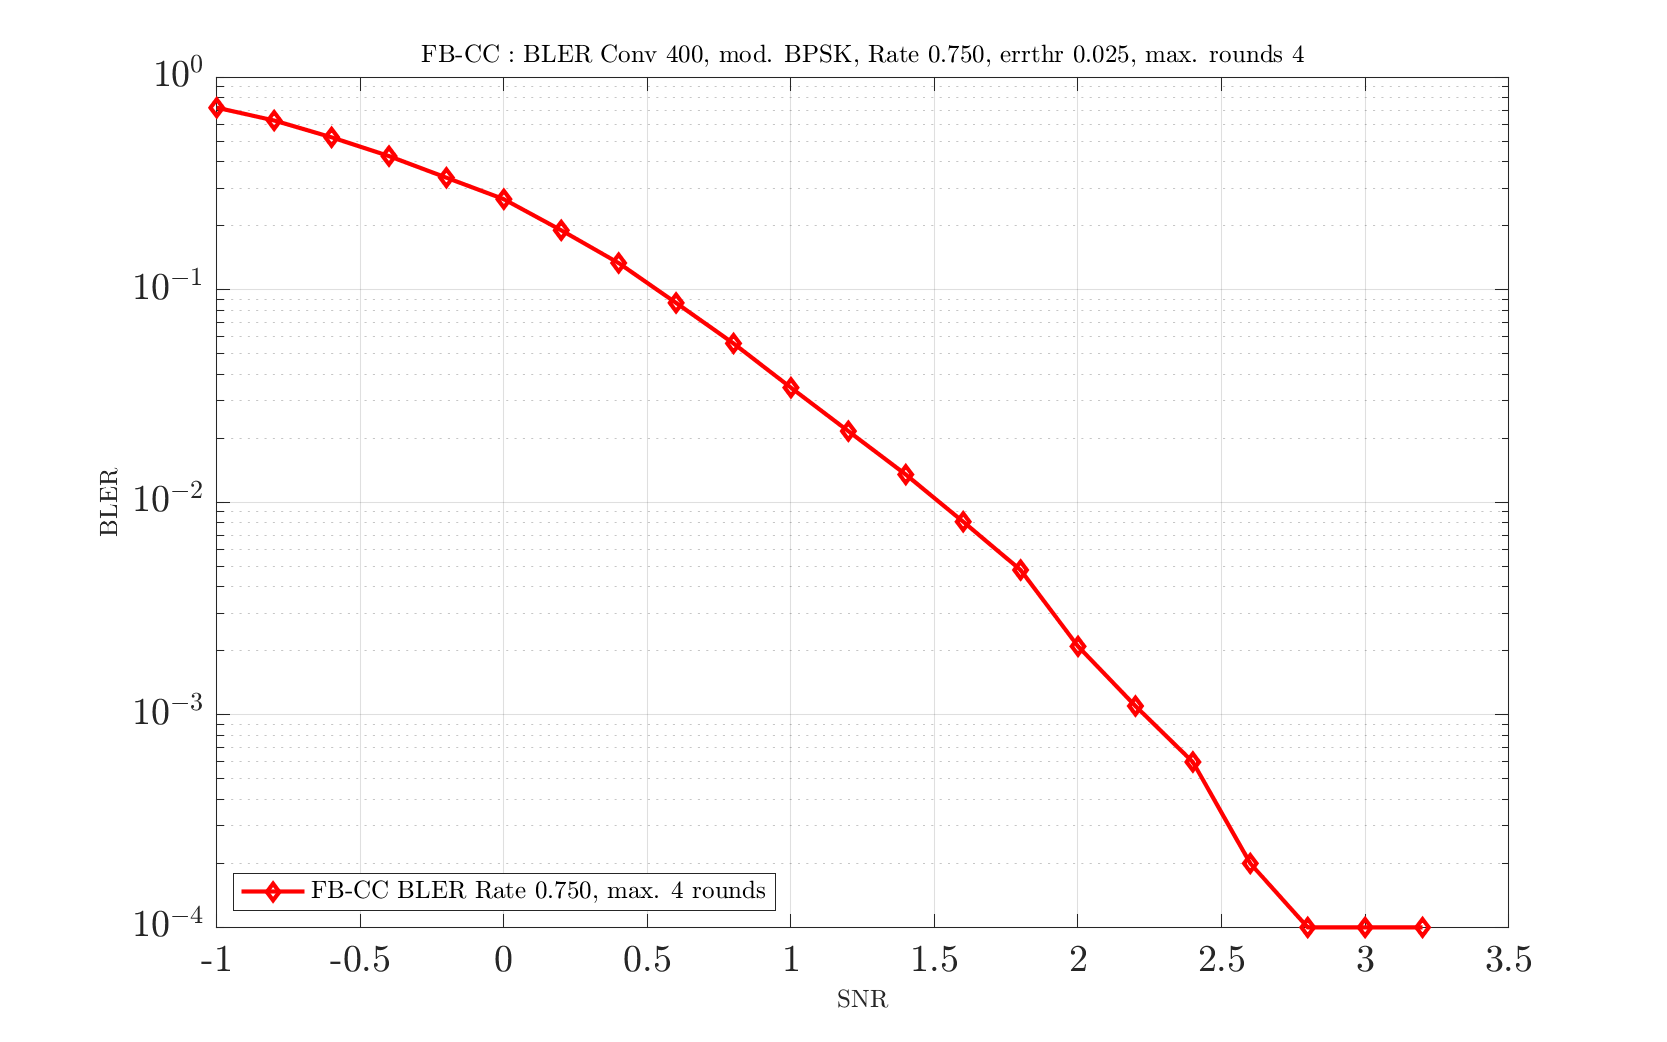 FB-CC : BLER Conv 400, mod. BPSK, Rate 0.750, errthr 0.025, max. rounds 4
10^0
10^{-1}
10^{-2}
10^{-3}
10^{-4}
BLER
FB-CC BLER Rate 0.750, max. 4 rounds
-1 -0.5 0 0.5 1 1.5 2 2.5 3 3.5
SNR